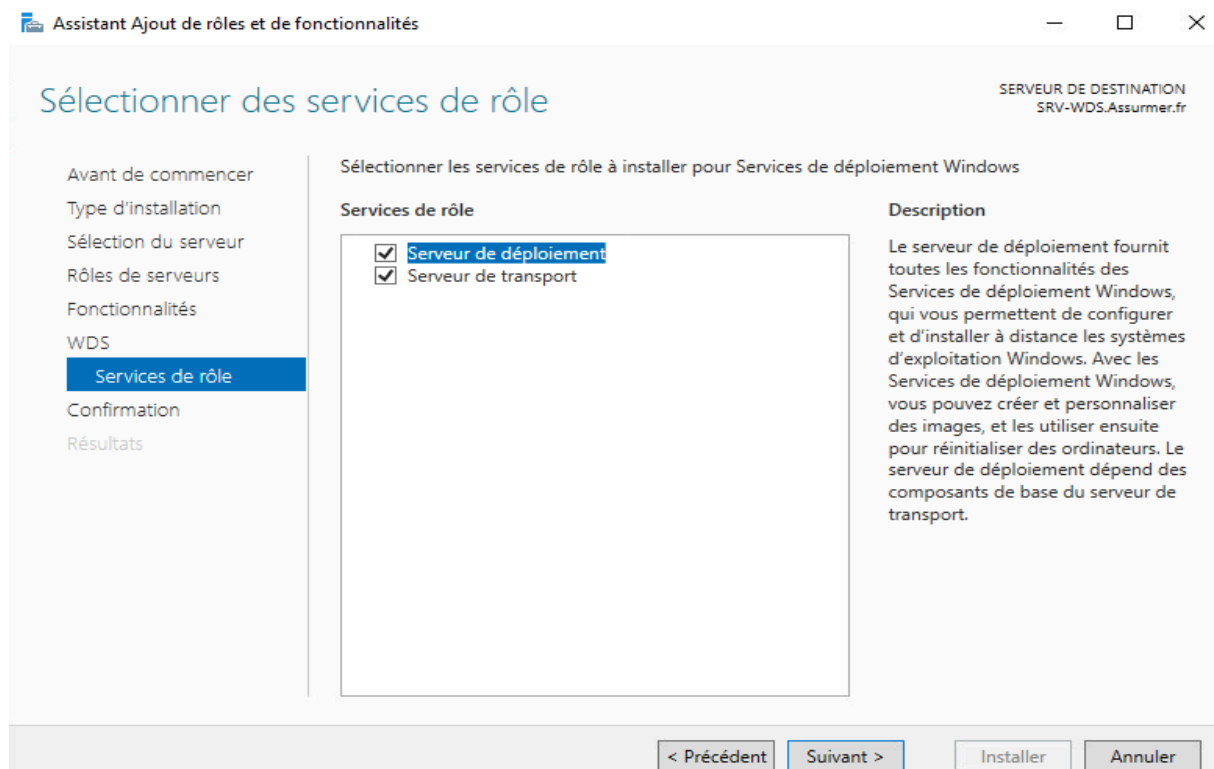 Assistant Ajout de rôles et de fonctionnalités
Sélectionner des services de rôle
SERVEUR DE DESTINATION
SRV-WDS.Assurmer.fr
Avant de commencer
Type d'installation
Sélection du serveur
Rôles de serveurs
Fonctionnalités
WDS
Services de rôle
Confirmation
Résultats
Sélectionner les services de rôle à installer pour Services de déploiement Windows
Services de rôle
Serveur de déploiement
Serveur de transport
Description
Le serveur de déploiement fournit
toutes les fonctionnalités des
Services de déploiement Windows,
qui vous permettent de configurer
et d'installer à distance les systèmes
d'exploitation Windows. Avec les
Services de déploiement Windows,
vous pouvez créer et personnaliser
des images, et les utiliser ensuite
pour réinitialiser des ordinateurs. Le
serveur de déploiement dépend des
composants de base du serveur de
transport.
< Précédent
Suivant >
Installer
Annuler